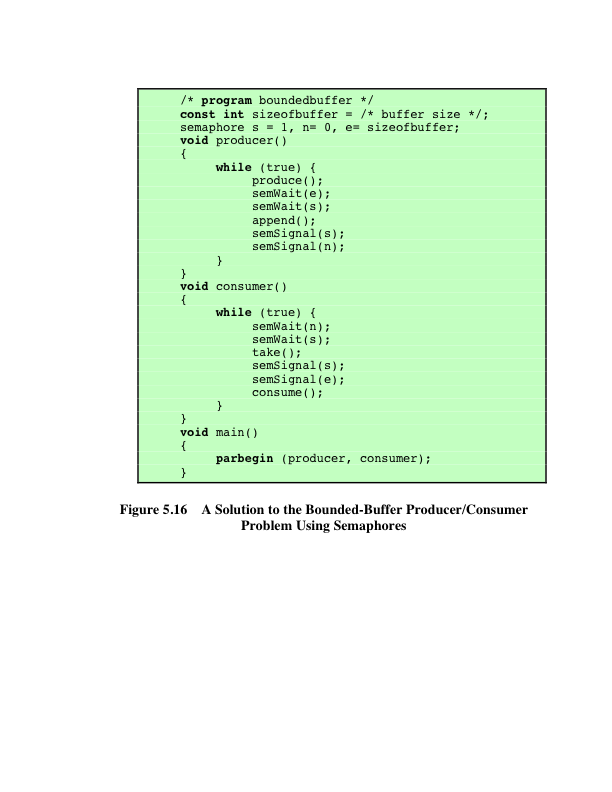 /* program boundedbuffer */
const int sizeofbuffer = /* buffer size */;
semaphore s = 1, n= 0, e= sizeofbuffer;
void producer()
{
     while (true) {
          produce();
          semWait(e);
          semWait(s);
          append();
          semSignal(s);
          semSignal(n);
     }
}
void consumer()
{
     while (true) {
          semWait(n);
          semWait(s);
          take();
          semSignal(s);
          semSignal(e);
          consume();
     }
}
void main()
{
     parbegin (producer, consumer);
}
Figure 5.16 A Solution to the Bounded-Buffer Producer/Consumer
Problem Using Semaphores